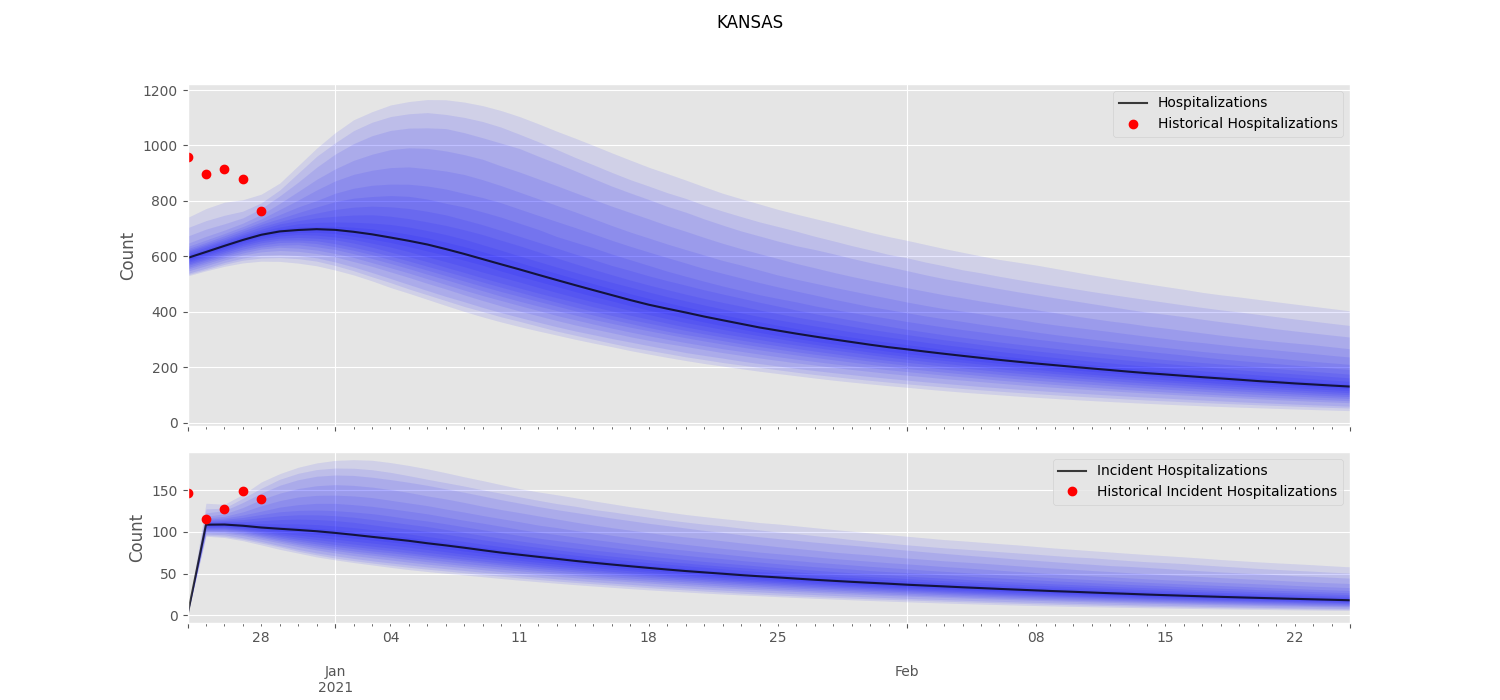 KANSAS
1200
1000
800
600
400
200
0
Count
Hospitalizations
Historical Hospitalizations
150
100
50
0
Count
Incident Hospitalizations
Historical Incident Hospitalizations
28 04 11 18 25 08 15 22
Jan Feb
2021